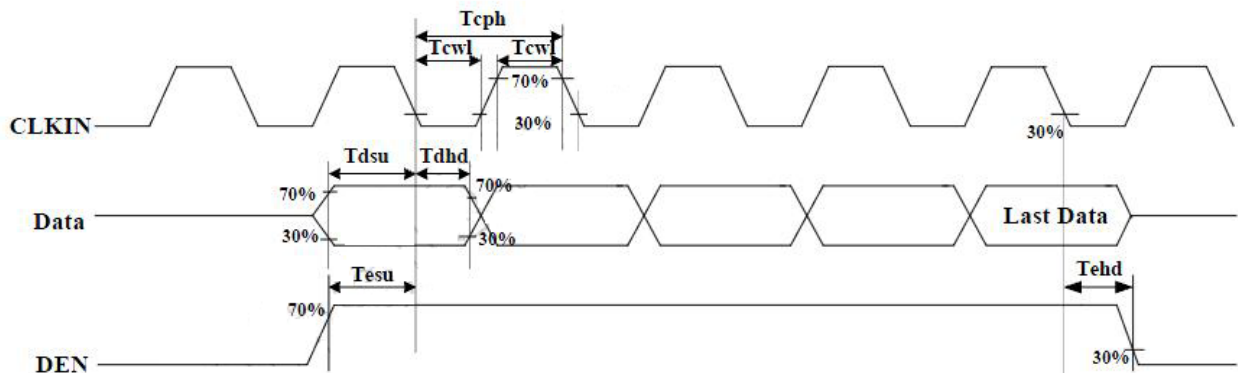 Tcph
Tcwl Tcwl
70%
CLKIN
30%
30%
Tdsu Tdhd
70%
70%
Data
Last Data
30%
30%
Tesu
Tehd
70%
30%
DEN